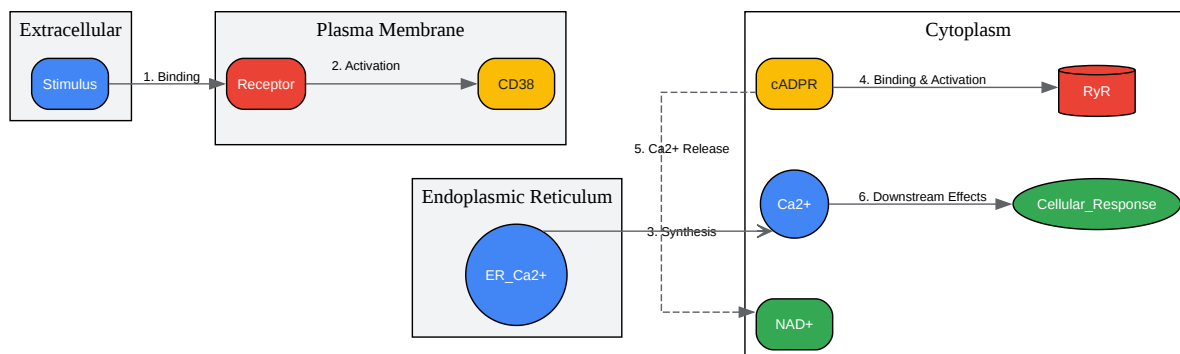 Extracellular
Stimulus
1. Binding
Plasma Membrane
Receptor
2. Activation
CD38
Endoplasmic Reticulum
ER_Ca2+
5. Ca2+ Release
3. Synthesis
Cytoplasm
cADPR
4. Binding & Activation
RyR
Ca2+
6. Downstream Effects
Cellular_Response
NAD+